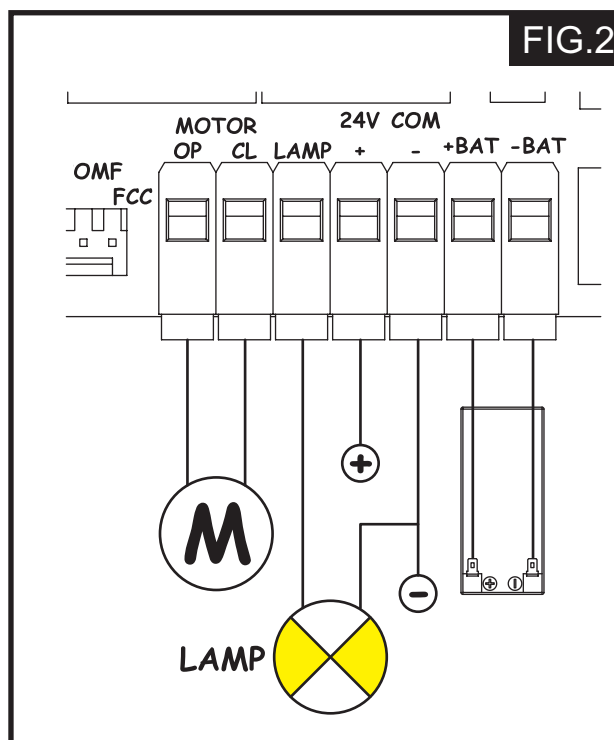 FIG.2
MOTOR 24V COM
OP CL LAMP + - +BAT -BAT
OMF
FCC
M
+
-
+ -
LAMP